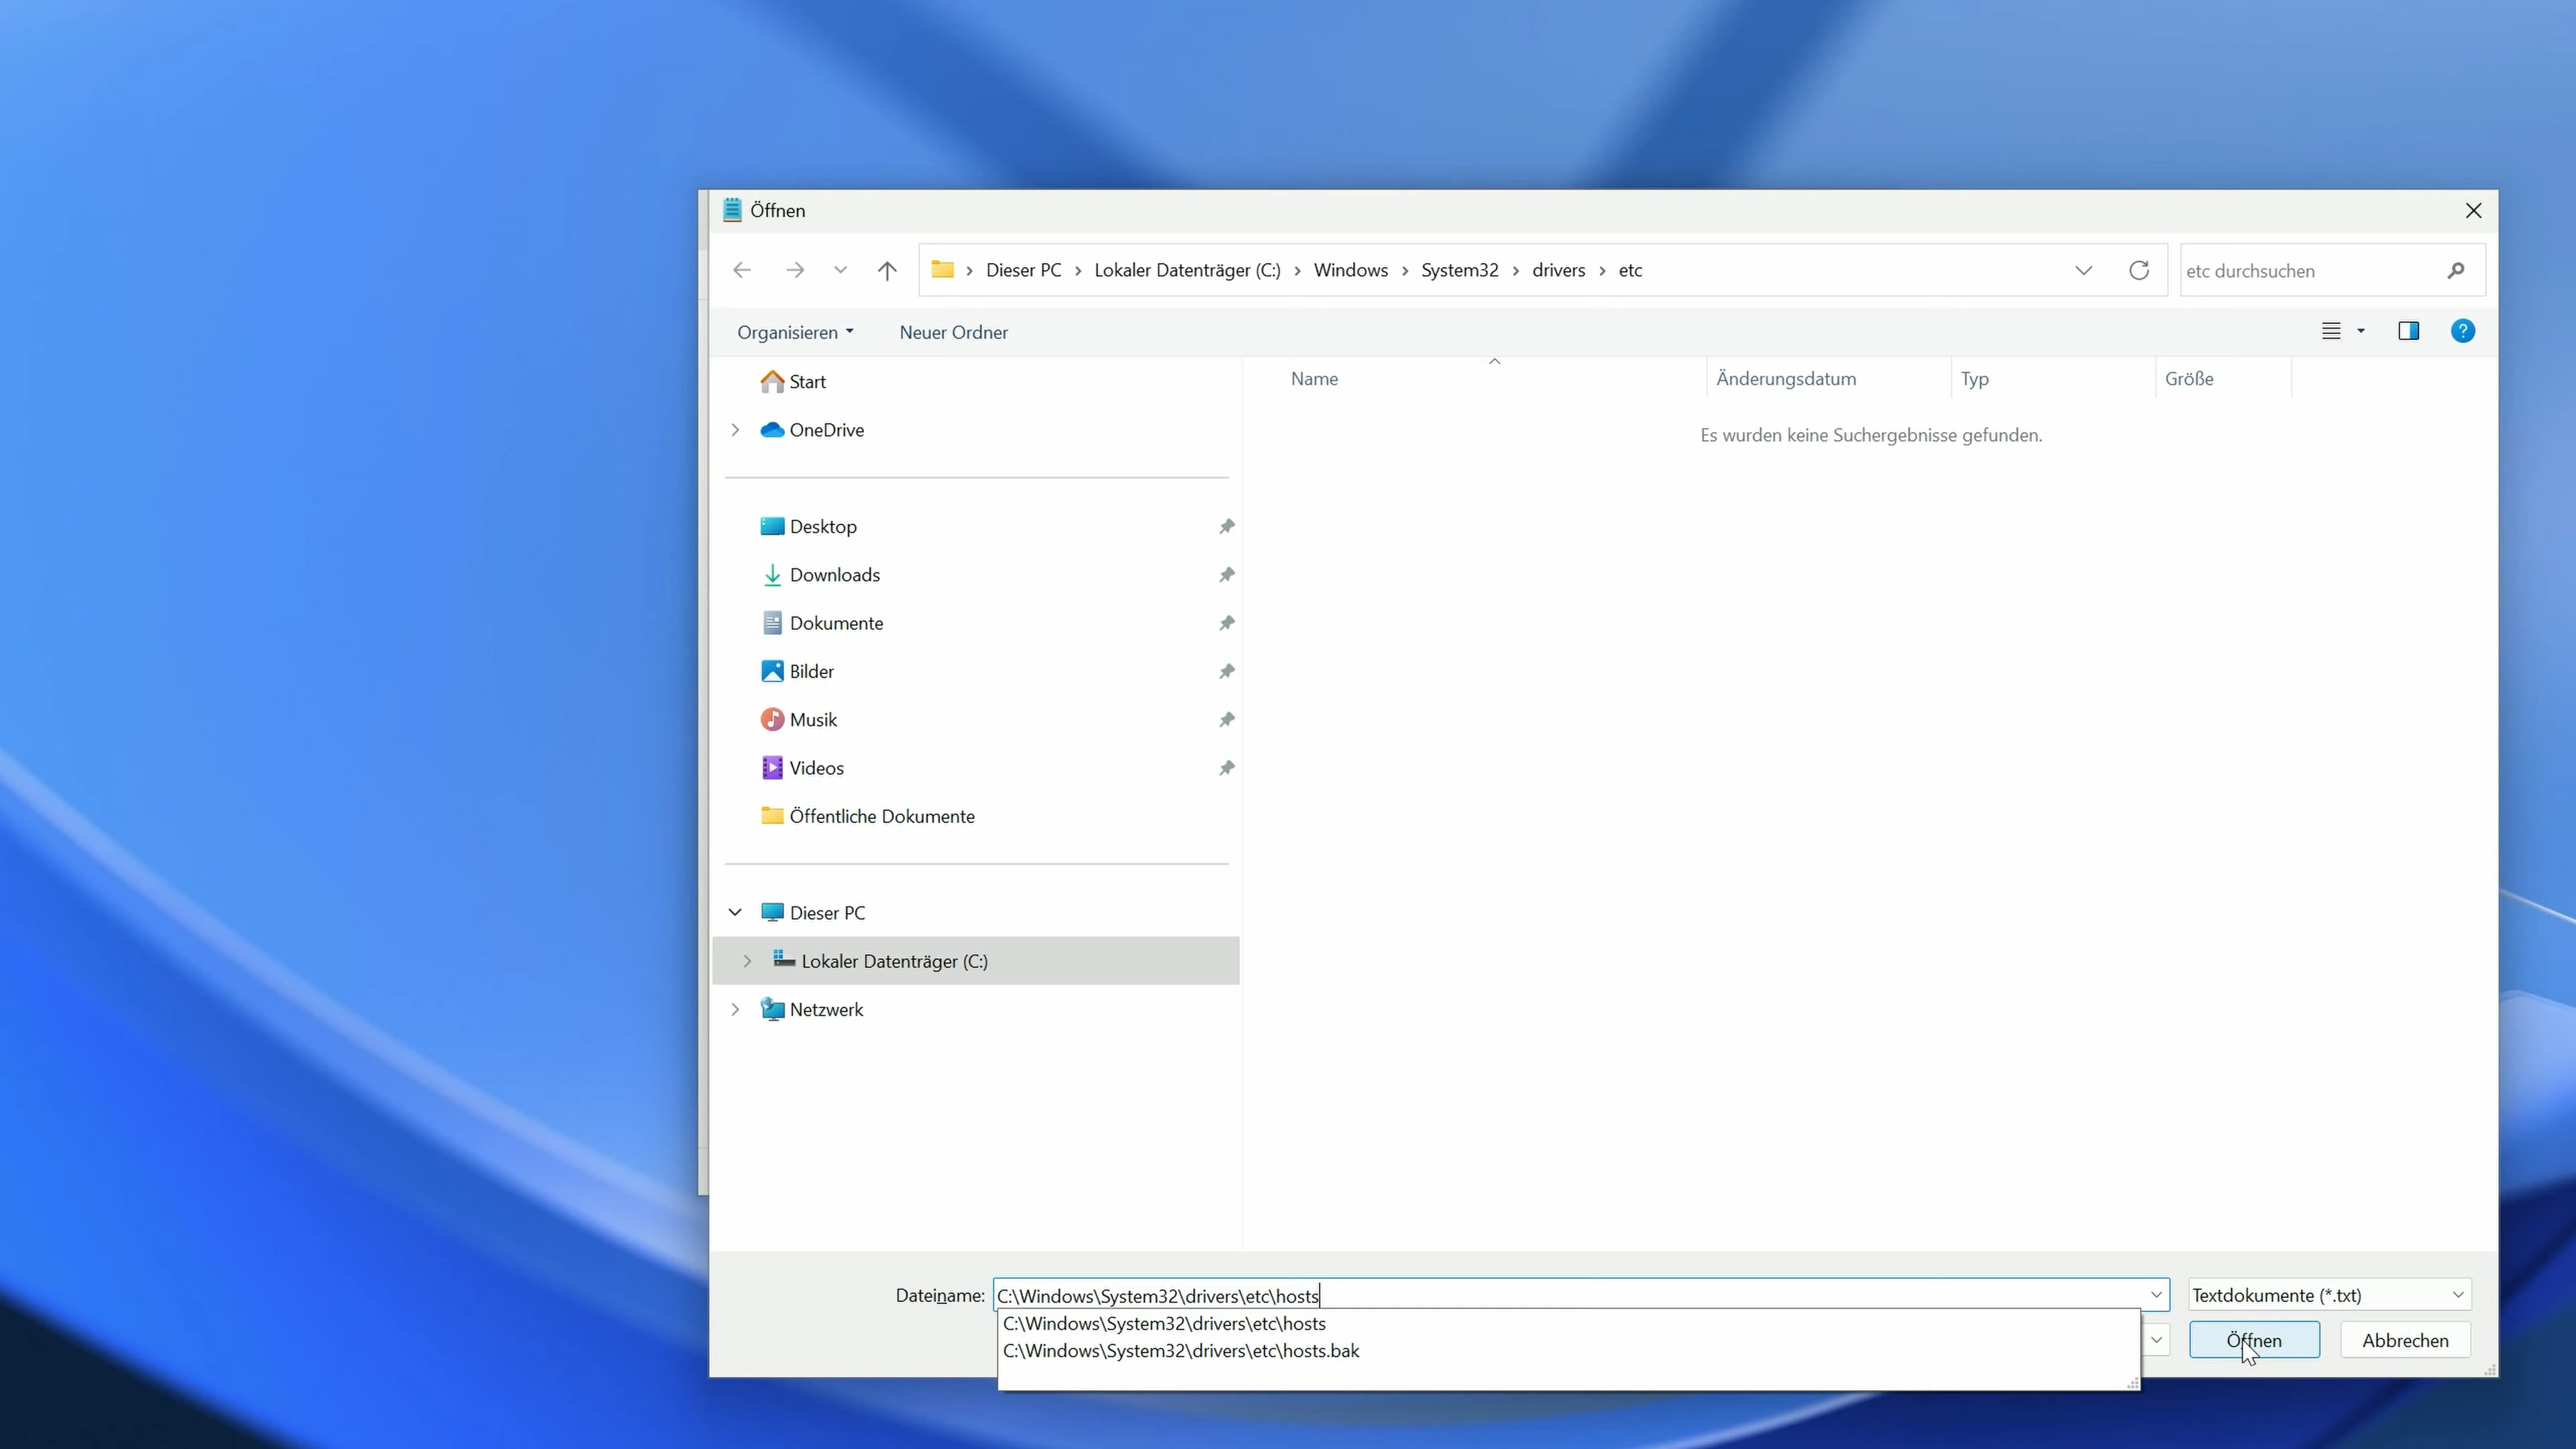 Öffnen
Dieser PC Lokaler Datenträger (C:) Windows System32 drivers etc
etc durchsuchen
Organisieren
Neuer Ordner
Start
OneDrive
Desktop
Downloads
Dokumente
Bilder
Musik
Videos
Öffentliche Dokumente
Dieser PC
Lokaler Datenträger (C:)
Netzwerk
Name
Änderungsdatum
Typ
Größe
Es wurden keine Suchergebnisse gefunden.
Dateiname: C:\Windows\System32\drivers\etc\hosts
Textdokumente (*.txt)
C:\Windows\System32\drivers\etc\hosts
C:\Windows\System32\drivers\etc\hosts.bak
Öffnen
Abbrechen